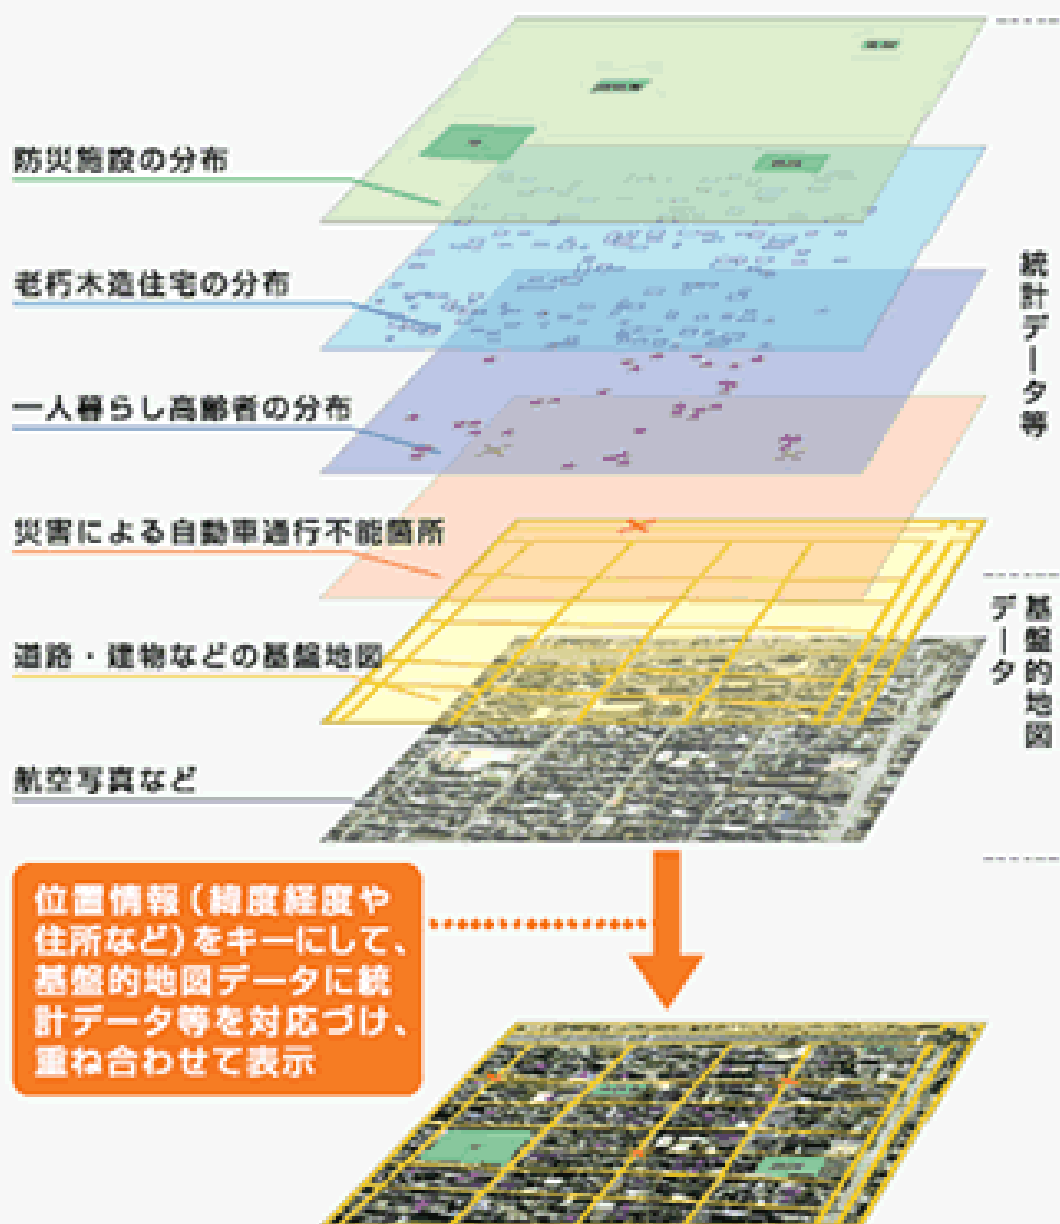 防災施設の分布
老朽木造住宅の分布
一人暮らし高齢者の分布
災害による自動車通行不能箇所
道路・建物などの基盤地図
航空写真など
統計データ等
基盤的地図
データ
位置情報（緯度経度や
住所など）をキーにして、
基盤的地図データに統
計データ等を対応づけ、
重ね合わせて表示